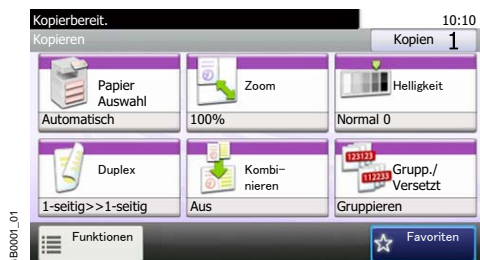 Kopierbereit.
10:10
Kopieren
Kopien 1
Papier
Auswahl
Automatisch
Zoom
100%
Helligkeit
Normal 0
Duplex
1-seitig>>1-seitig
Kombi-
nieren
Aus
123123
112233
Grupp./
Versetzt
Gruppieren
Funktionen
Favoriten
B0001_01